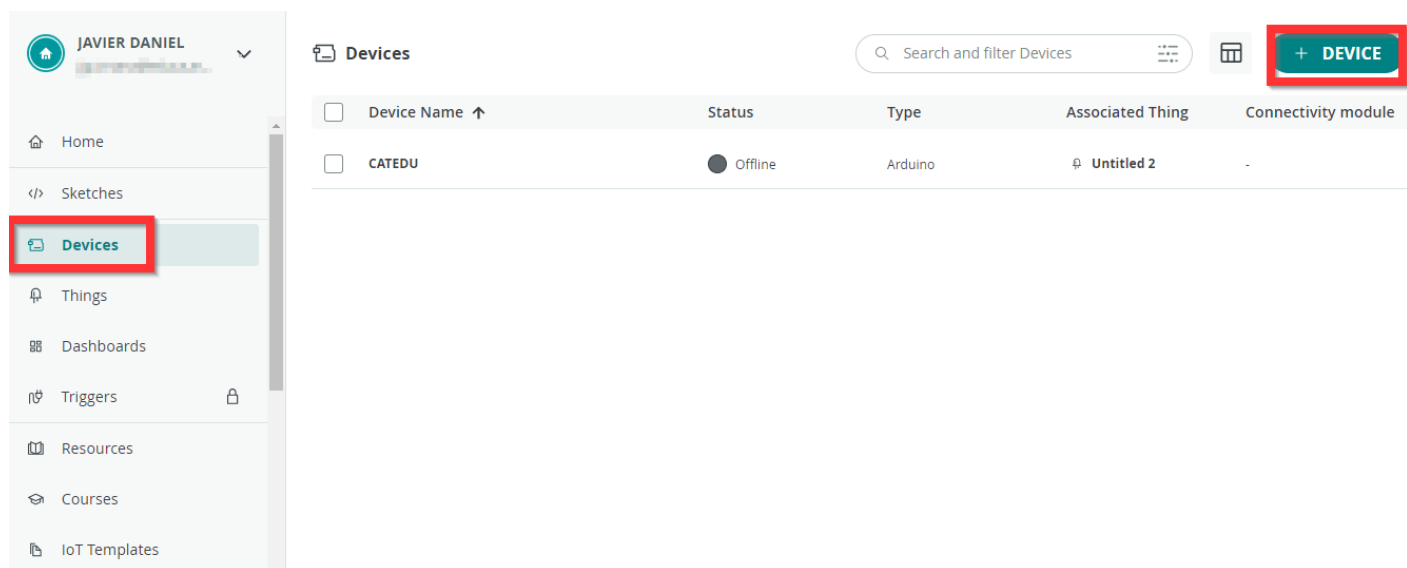 JAVIER DANIEL
Home
Sketches
Devices
Things
Dashboards
Triggers
Resources
Courses
IoT Templates
Devices
Search and filter Devices
+ DEVICE
Device Name ↑ Status Type Associated Thing Connectivity module
CATEDU Offline Arduino Untitled 2 -